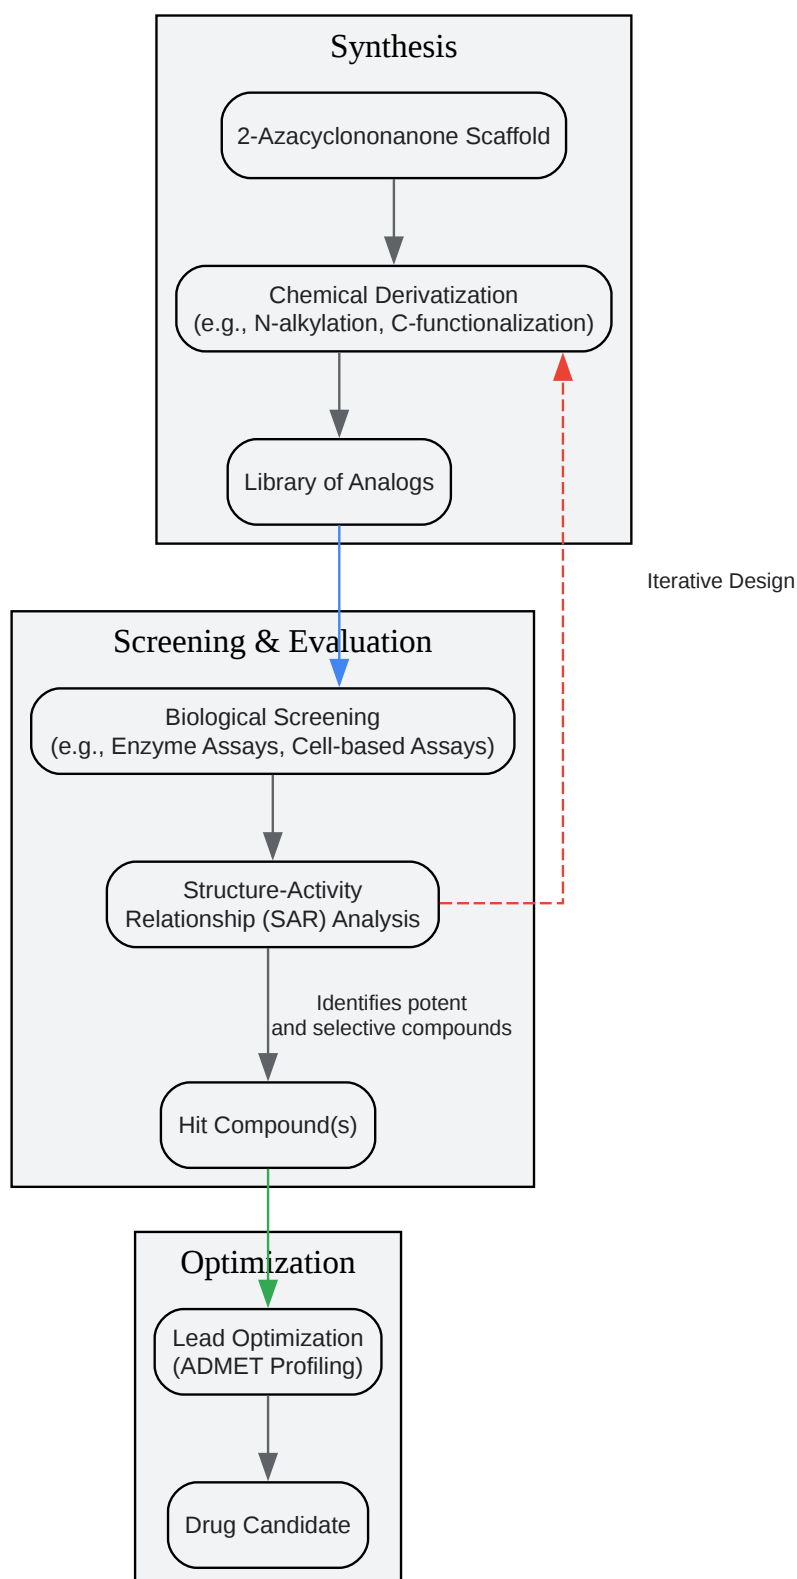 Synthesis
2-Azacyclononanone Scaffold
Chemical Derivatization
(e.g., N-alkylation, C-functionalization)
Library of Analogs
Iterative Design
Screening & Evaluation
Biological Screening
(e.g., Enzyme Assays, Cell-based Assays)
Structure-Activity
Relationship (SAR) Analysis
Identifies potent
and selective compounds
Hit Compound(s)
Optimization
Lead Optimization
(ADMET Profiling)
Drug Candidate